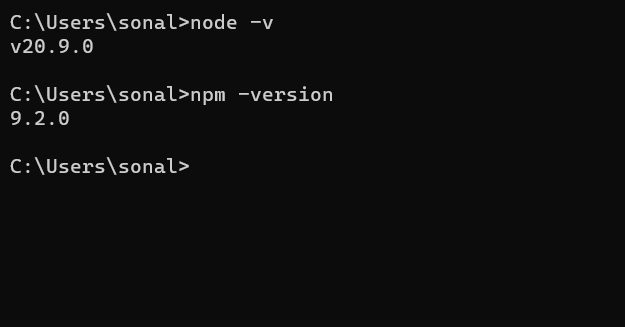 C:\Users\sonal>node -v
v20.9.0
C:\Users\sonal>npm -version
9.2.0
C:\Users\sonal>